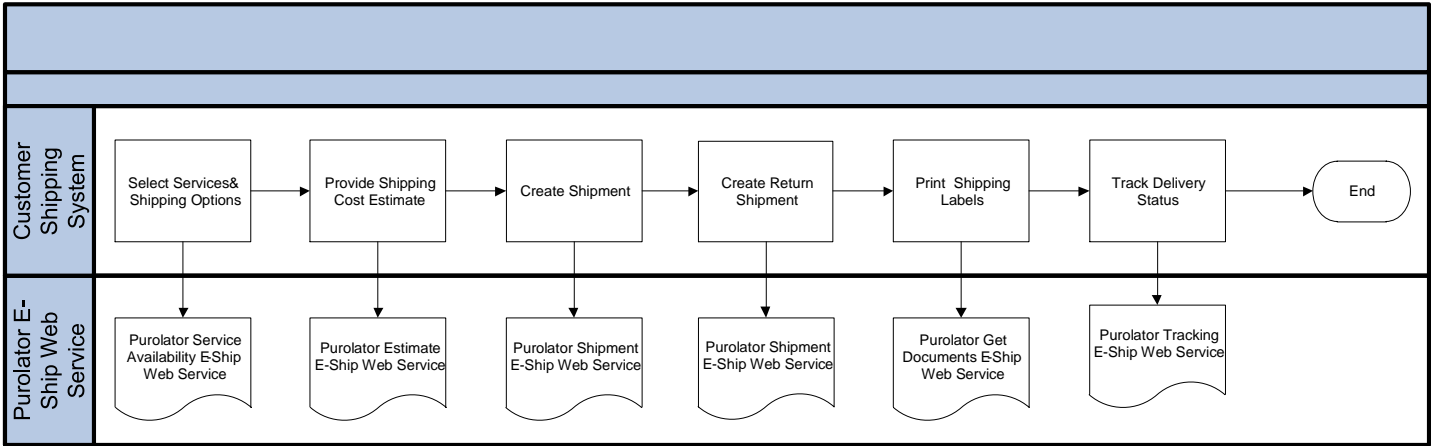 Customer
Shipping
System
Select Services&
Shipping Options
Provide Shipping
Cost Estimate
Create Shipment
Create Return
Shipment
Print Shipping
Labels
Track Delivery
Status
End
Purolator E-
Ship Web
Service
Purolator Service
Availability E-Ship
Web Service
Purolator Estimate
E-Ship Web Service
Purolator Shipment
E-Ship Web Service
Purolator Shipment
E-Ship Web Service
Purolator Get
Documents E-Ship
Web Service
Purolator Tracking
E-Ship Web Service